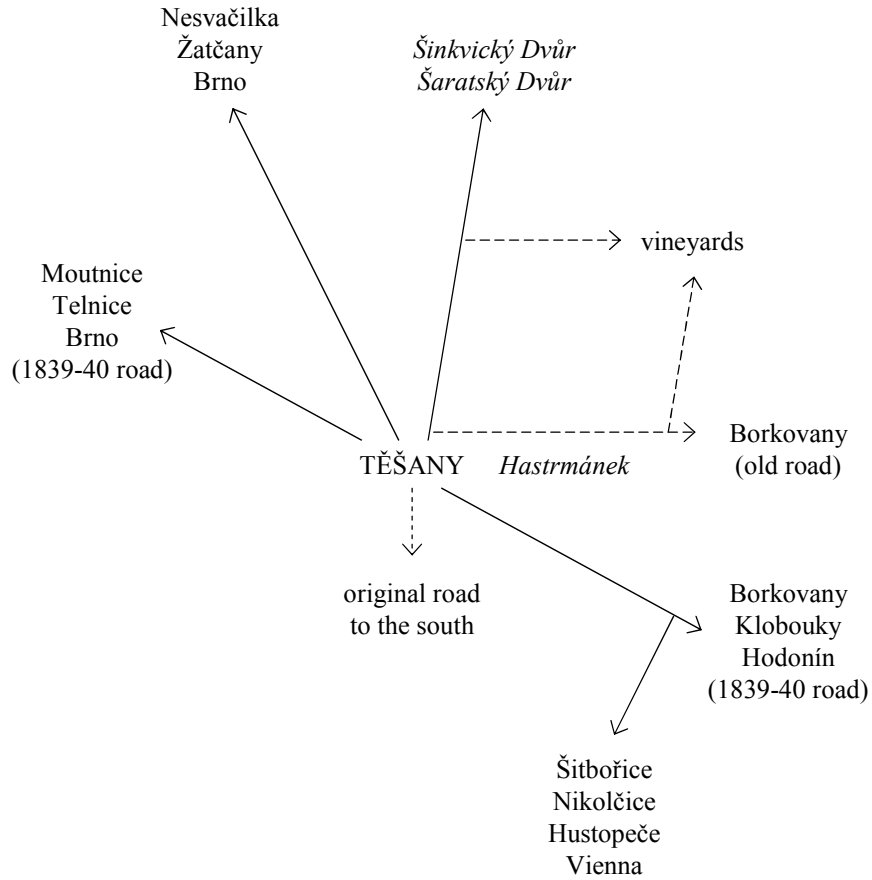 Nesvačilka
Žatčany
Brno
Šinkvický Dvůr
Šaratský Dvůr
vineyards
Moutnice
Telnice
Brno
(1839-40 road)
Borkovany
(old road)
TĚŠANY
Hastrmánek
original road
to the south
Borkovany
Klobouky
Hodonín
(1839-40 road)
Šitbořice
Nikolčice
Hustopeče
Vienna